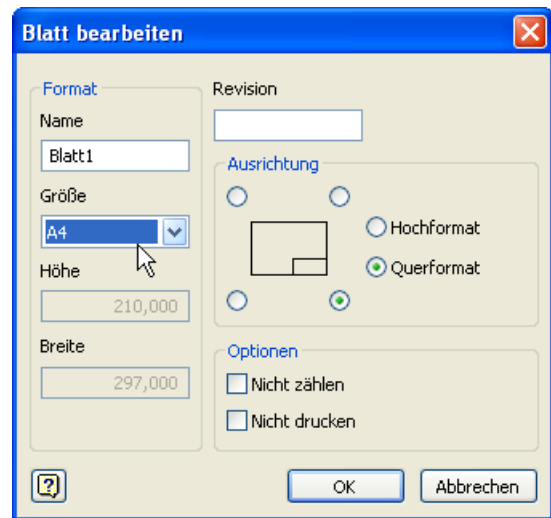 Blatt bearbeiten
Format
Name
Blatt1
Größe
A4
Höhe
210,000
Breite
297,000
Revision
Ausrichtung
Hochformat
Querformat
Optionen
Nicht zählen
Nicht drucken
?
OK
Abbrechen